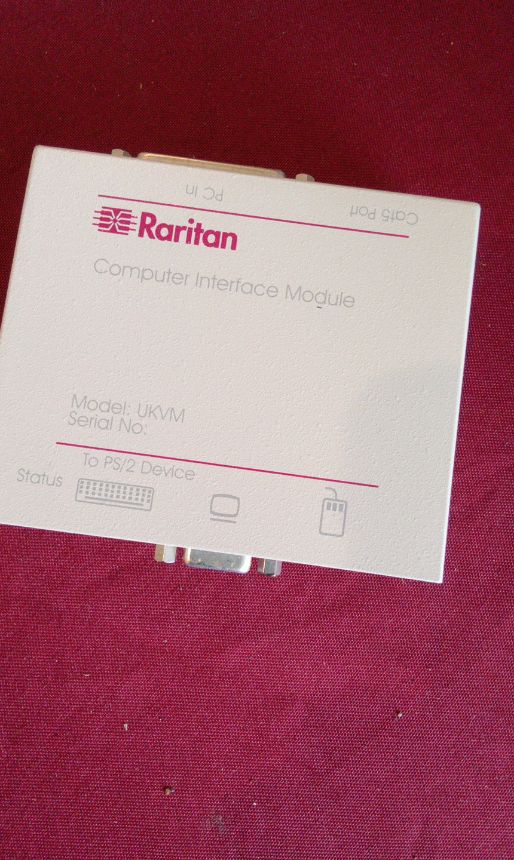 PC In
Cat5 Port
Raritan
Computer Interface Module
Model: UKVM
Serial No:
To PS/2 Device
Status